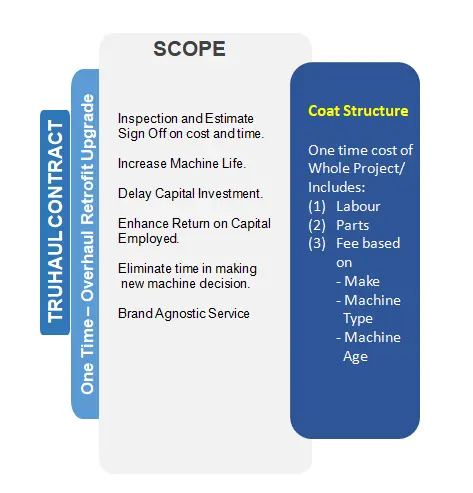 SCOPE
TRUHAUL CONTRACT
One Time – Overhaul Retrofit Upgrade
Inspection and Estimate
Sign Off on cost and time.
Increase Machine Life.
Delay Capital Investment.
Enhance Return on Capital
Employed.
Eliminate time in making
new machine decision.
Brand Agnostic Service
Coat Structure
One time cost of
Whole Project/
Includes:
(1) Labour
(2) Parts
(3) Fee based
on
- Make
- Machine
Type
- Machine
Age